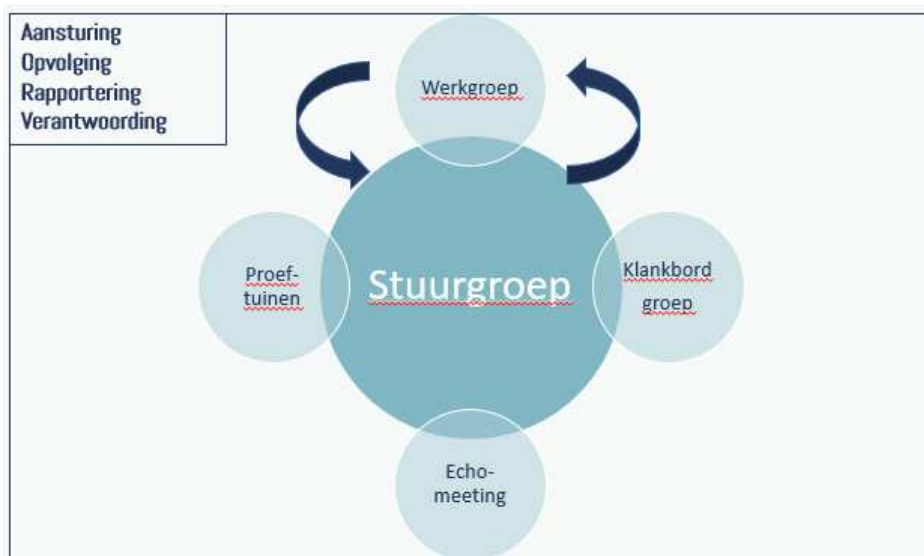 Aansturing
Opvolging
Rapportering
Verantwoording
Werkgroep
Proef-
tuinen
Stuurgroep
Klankbord
groep
Echo-
meeting